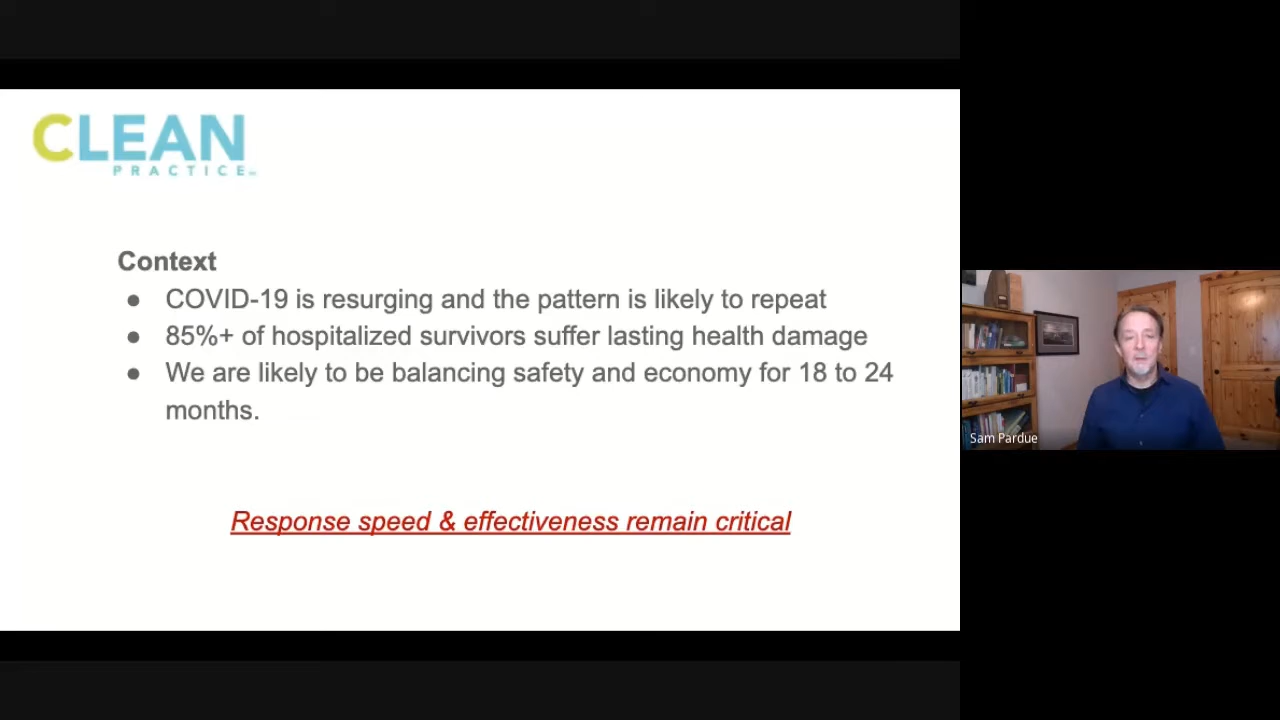 CLEAN
PRACTICE
Context
● COVID-19 is resurging and the pattern is likely to repeat
● 85%+ of hospitalized survivors suffer lasting health damage
● We are likely to be balancing safety and economy for 18 to 24
months.
Response speed & effectiveness remain critical
Sam Pardue